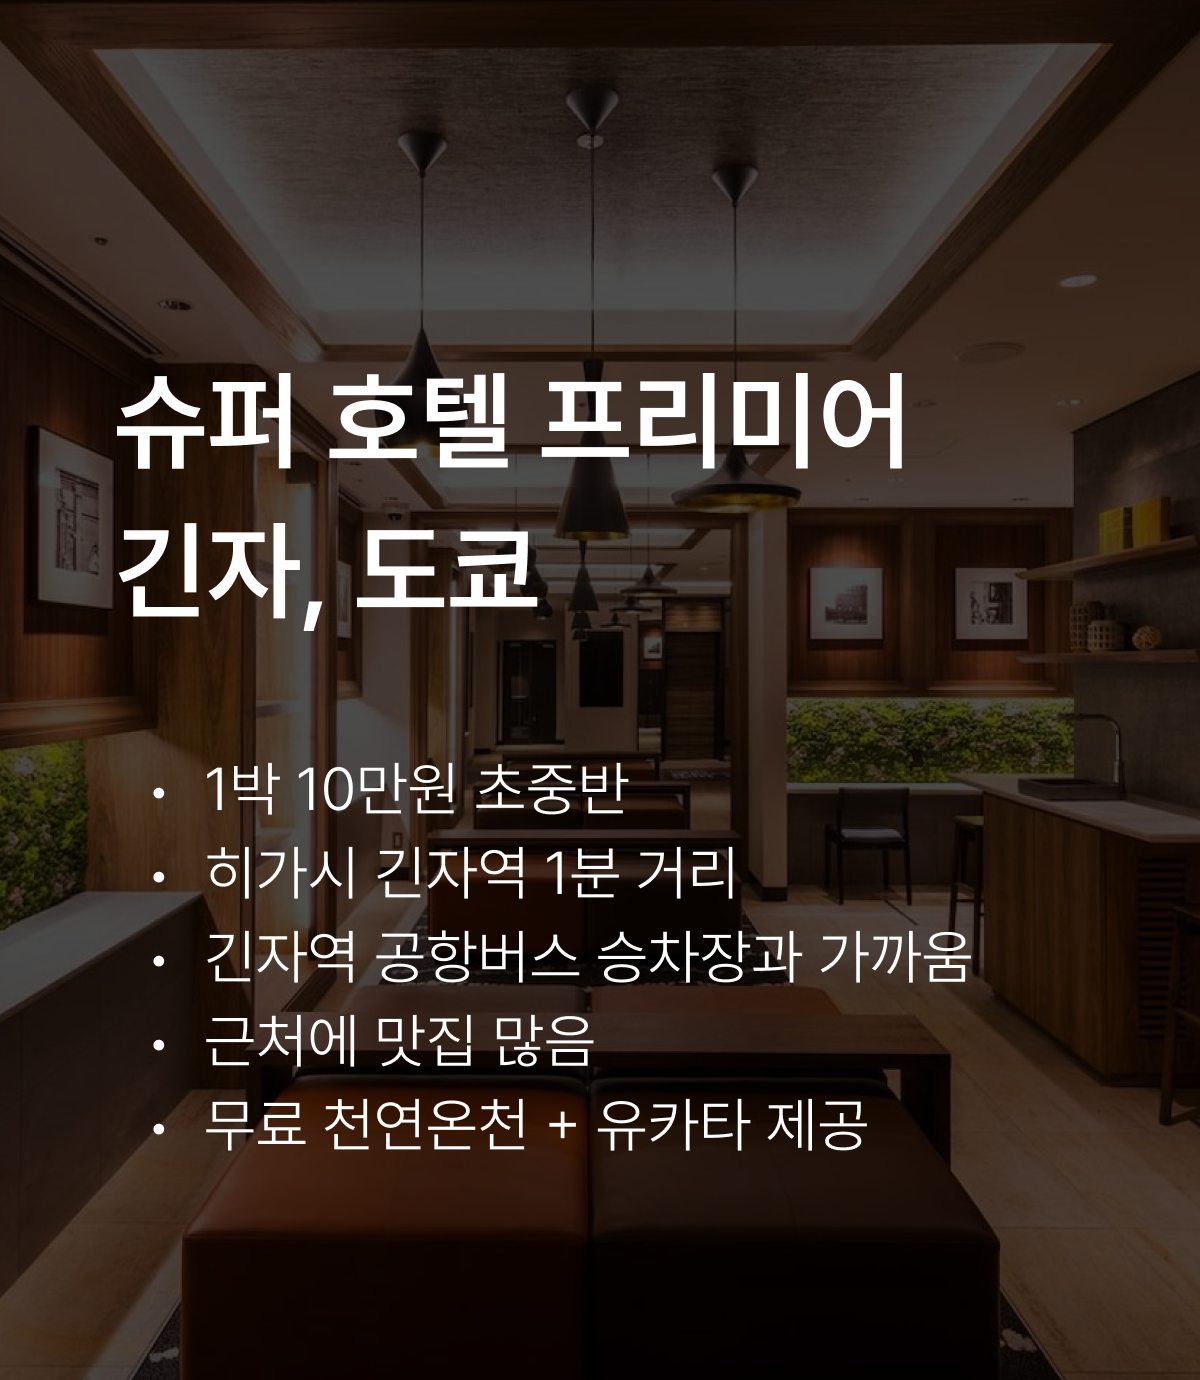 슈퍼 호텔 프리미어
긴자, 도쿄
• 1박 10만원 초중반
• 히가시 긴자역 1분 거리
• 긴자역 공항버스 승차장과 가까움
• 근처에 맛집 많음
• 무료 천연온천 + 유카타 제공